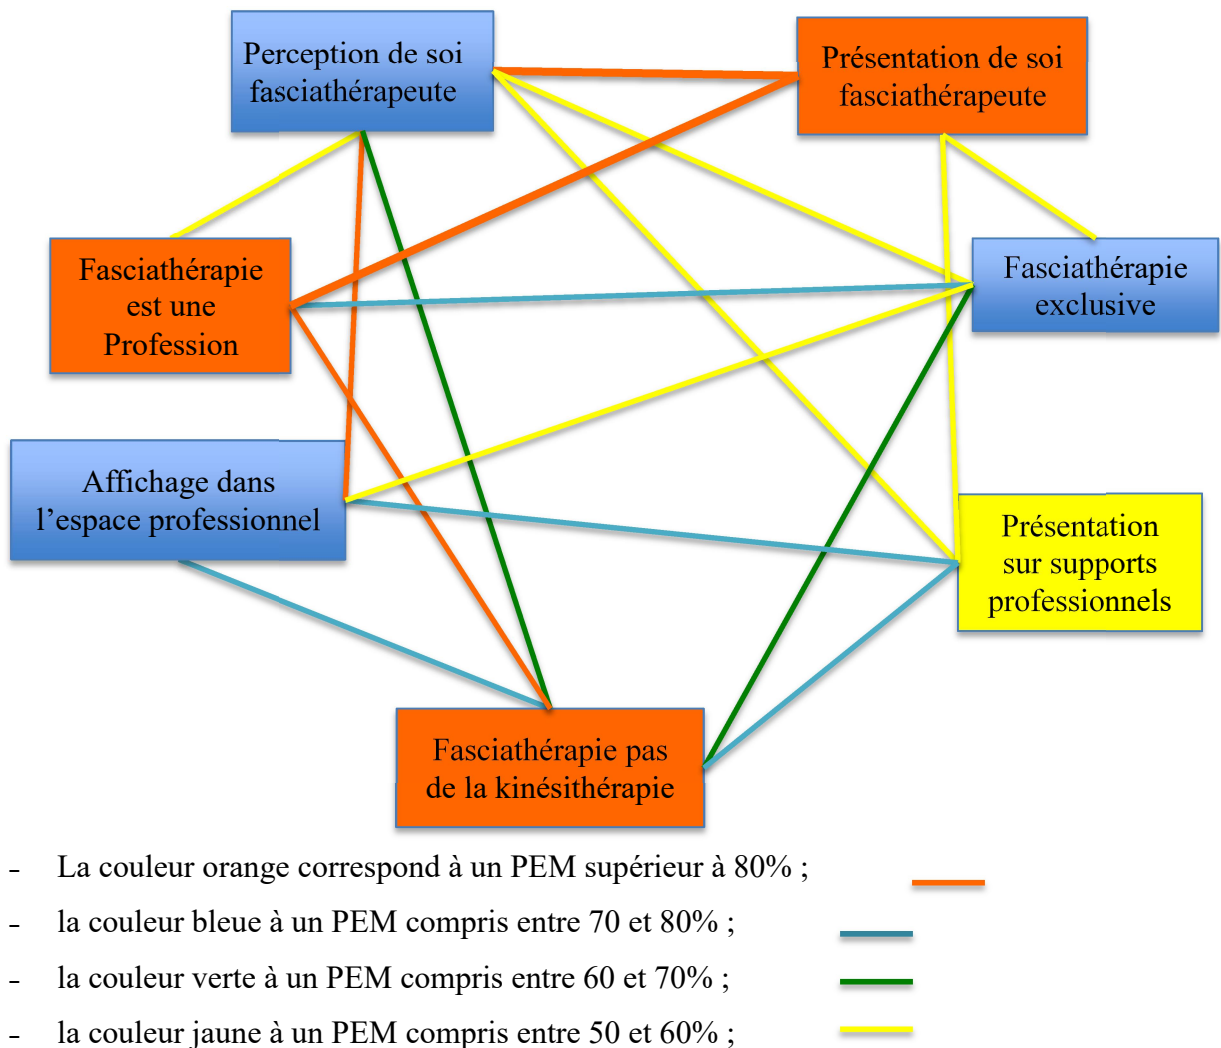 Perception de soi
fasciathérapeute
Présentation de soi
fasciathérapeute
Fasciathérapie
est une
Profession
Fasciathérapie
exclusive
Affichage dans
l’espace professionnel
Présentation
sur supports
professionnels
Fasciathérapie pas
de la kinésithérapie
- La couleur orange correspond à un PEM supérieur à 80% ;
- la couleur bleue à un PEM compris entre 70 et 80% ;
- la couleur verte à un PEM compris entre 60 et 70% ;
- la couleur jaune à un PEM compris entre 50 et 60% ;